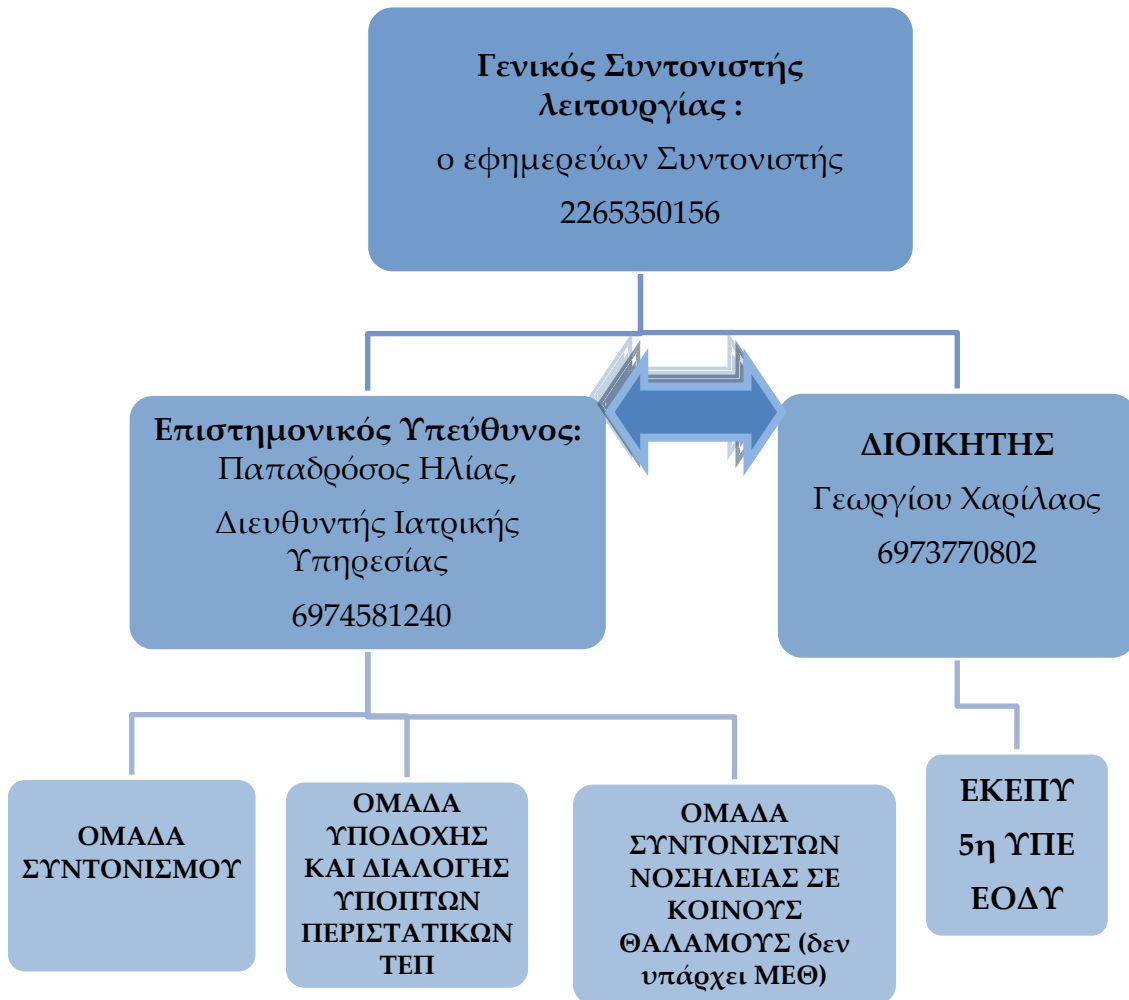 Γενικός Συντονιστής
λειτουργίας :
ο εφημερεύων Συντονιστής
2265350156
Επιστημονικός Υπεύθυνος:
Παπαδρόσος Ηλίας,
Διευθυντής Ιατρικής
Υπηρεσίας
6974581240
ΔΙΟΙΚΗΤΗΣ
Γεωργίου Χαρίλαος
6973770802
ΟΜΑΔΑ
ΣΥΝΤΟΝΙΣΜΟΥ
ΟΜΑΔΑ
ΥΠΟΔΟΧΗΣ
ΚΑΙ ΔΙΑΛΟΓΗΣ
ΥΠΟΠΤΩΝ
ΠΕΡΙΣΤΑΤΙΚΩΝ
ΤΕΠ
ΟΜΑΔΑ
ΣΥΝΤΟΝΙΣΤΩΝ
ΝΟΣΗΛΕΙΑΣ ΣΕ
ΚΟΙΝΟΥΣ
ΘΑΛΑΜΟΥΣ (δεν
υπάρχει ΜΕΘ)
ΕΚΕΠΥ
5η ΥΠΕ
ΕΟΔΥ